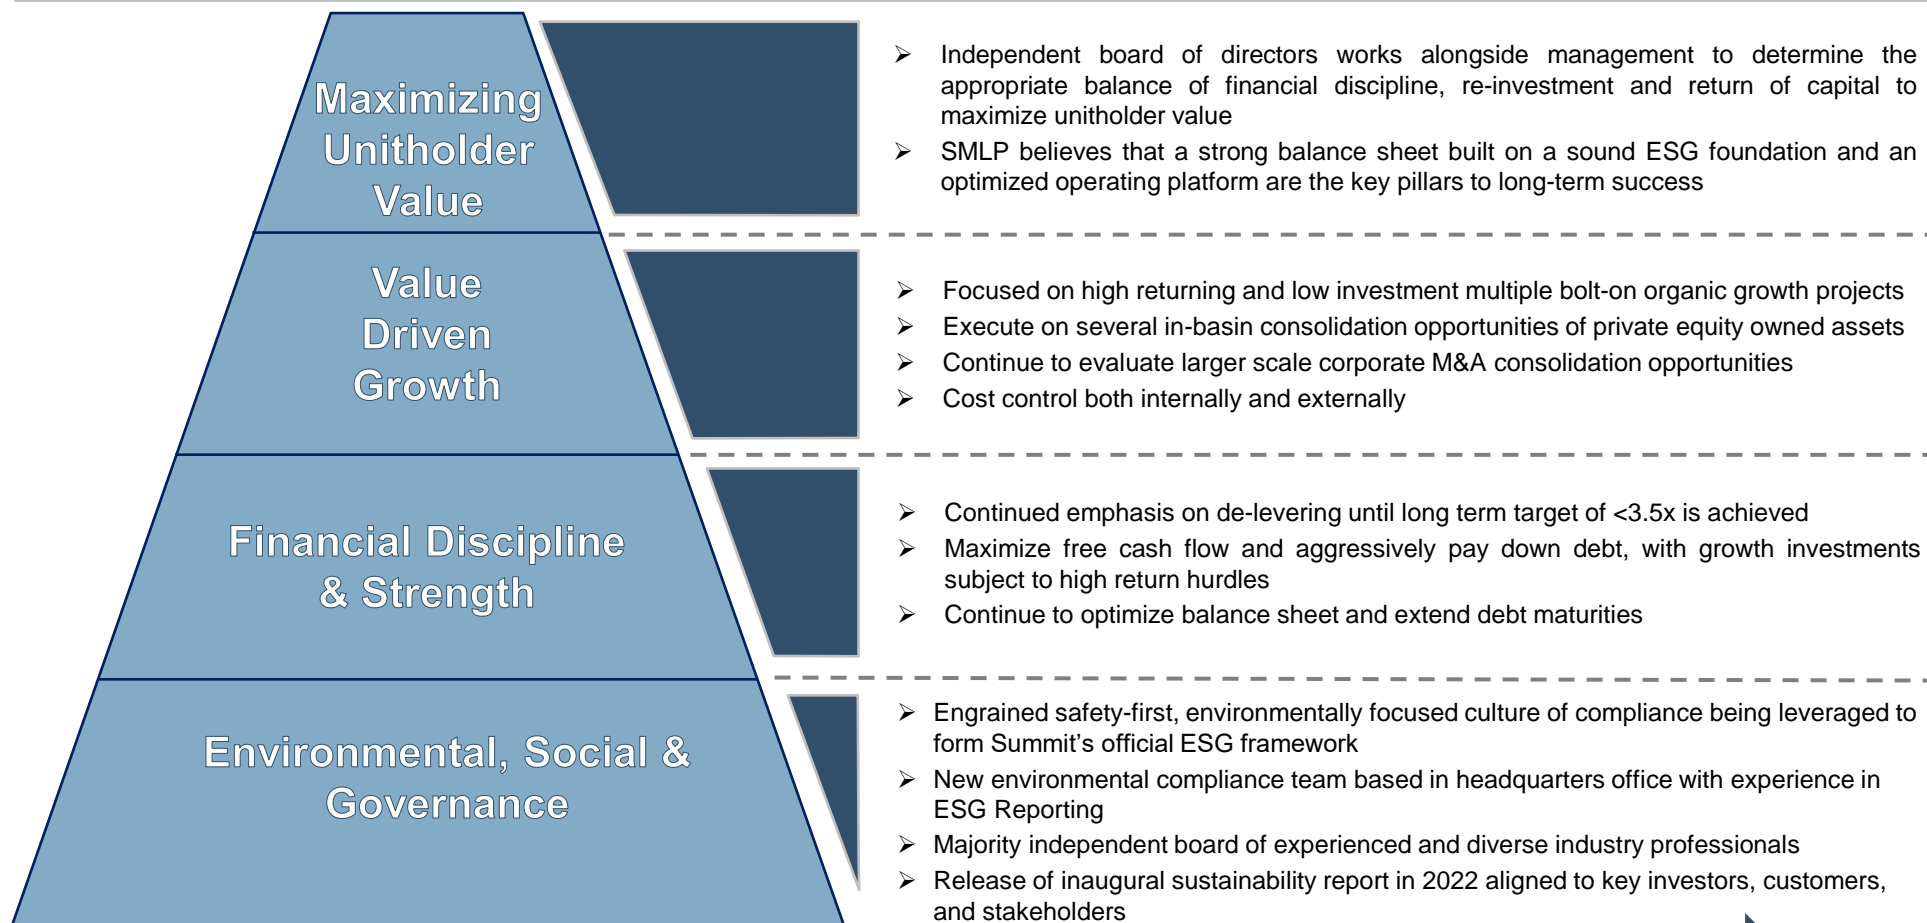 Maximizing
Unitholder
Value
➢ Independent board of directors works alongside management to determine the
appropriate balance of financial discipline, re-investment and return of capital to
maximize unitholder value
➢ SMLP believes that a strong balance sheet built on a sound ESG foundation and an
optimized operating platform are the key pillars to long-term success
Value
Driven
Growth
➢ Focused on high returning and low investment multiple bolt-on organic growth projects
➢ Execute on several in-basin consolidation opportunities of private equity owned assets
➢ Continue to evaluate larger scale corporate M&A consolidation opportunities
➢ Cost control both internally and externally
Financial Discipline
& Strength
➢ Continued emphasis on de-levering until long term target of <3.5x is achieved
➢ Maximize free cash flow and aggressively pay down debt, with growth investments
subject to high return hurdles
➢ Continue to optimize balance sheet and extend debt maturities
Environmental, Social &
Governance
➢ Engrained safety-first, environmentally focused culture of compliance being leveraged to
form Summit’s official ESG framework
➢ New environmental compliance team based in headquarters office with experience in
ESG Reporting
➢ Majority independent board of experienced and diverse industry professionals
➢ Release of inaugural sustainability report in 2022 aligned to key investors, customers,
and stakeholders